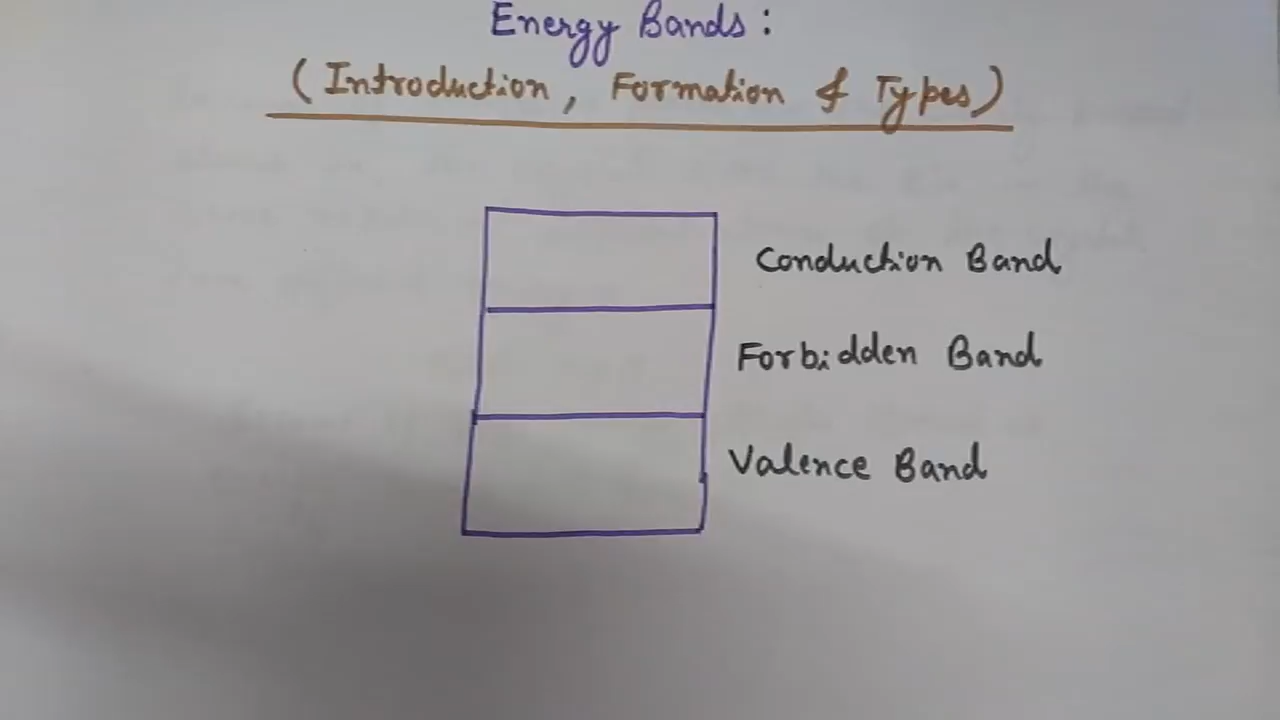 Energy Bands:
(Introduction, Formation & Types)
Conduction Band
Forbidden Band
Valence Band